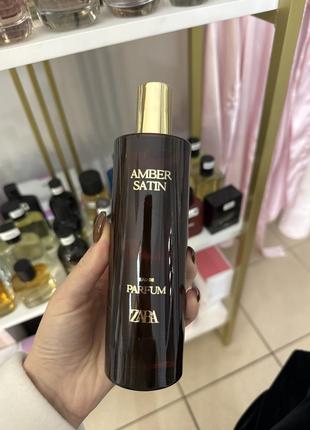 AMBER
SATIN
EAU DE
PARFUM
ZARA